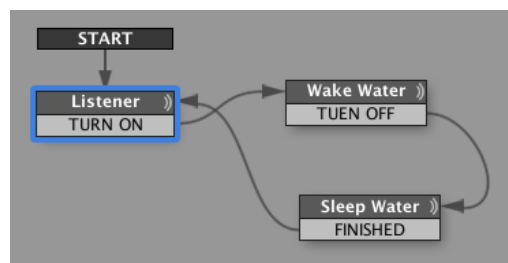 START
Listener
TURN ON
Wake Water
TUEN OFF
Sleep Water
FINISHED